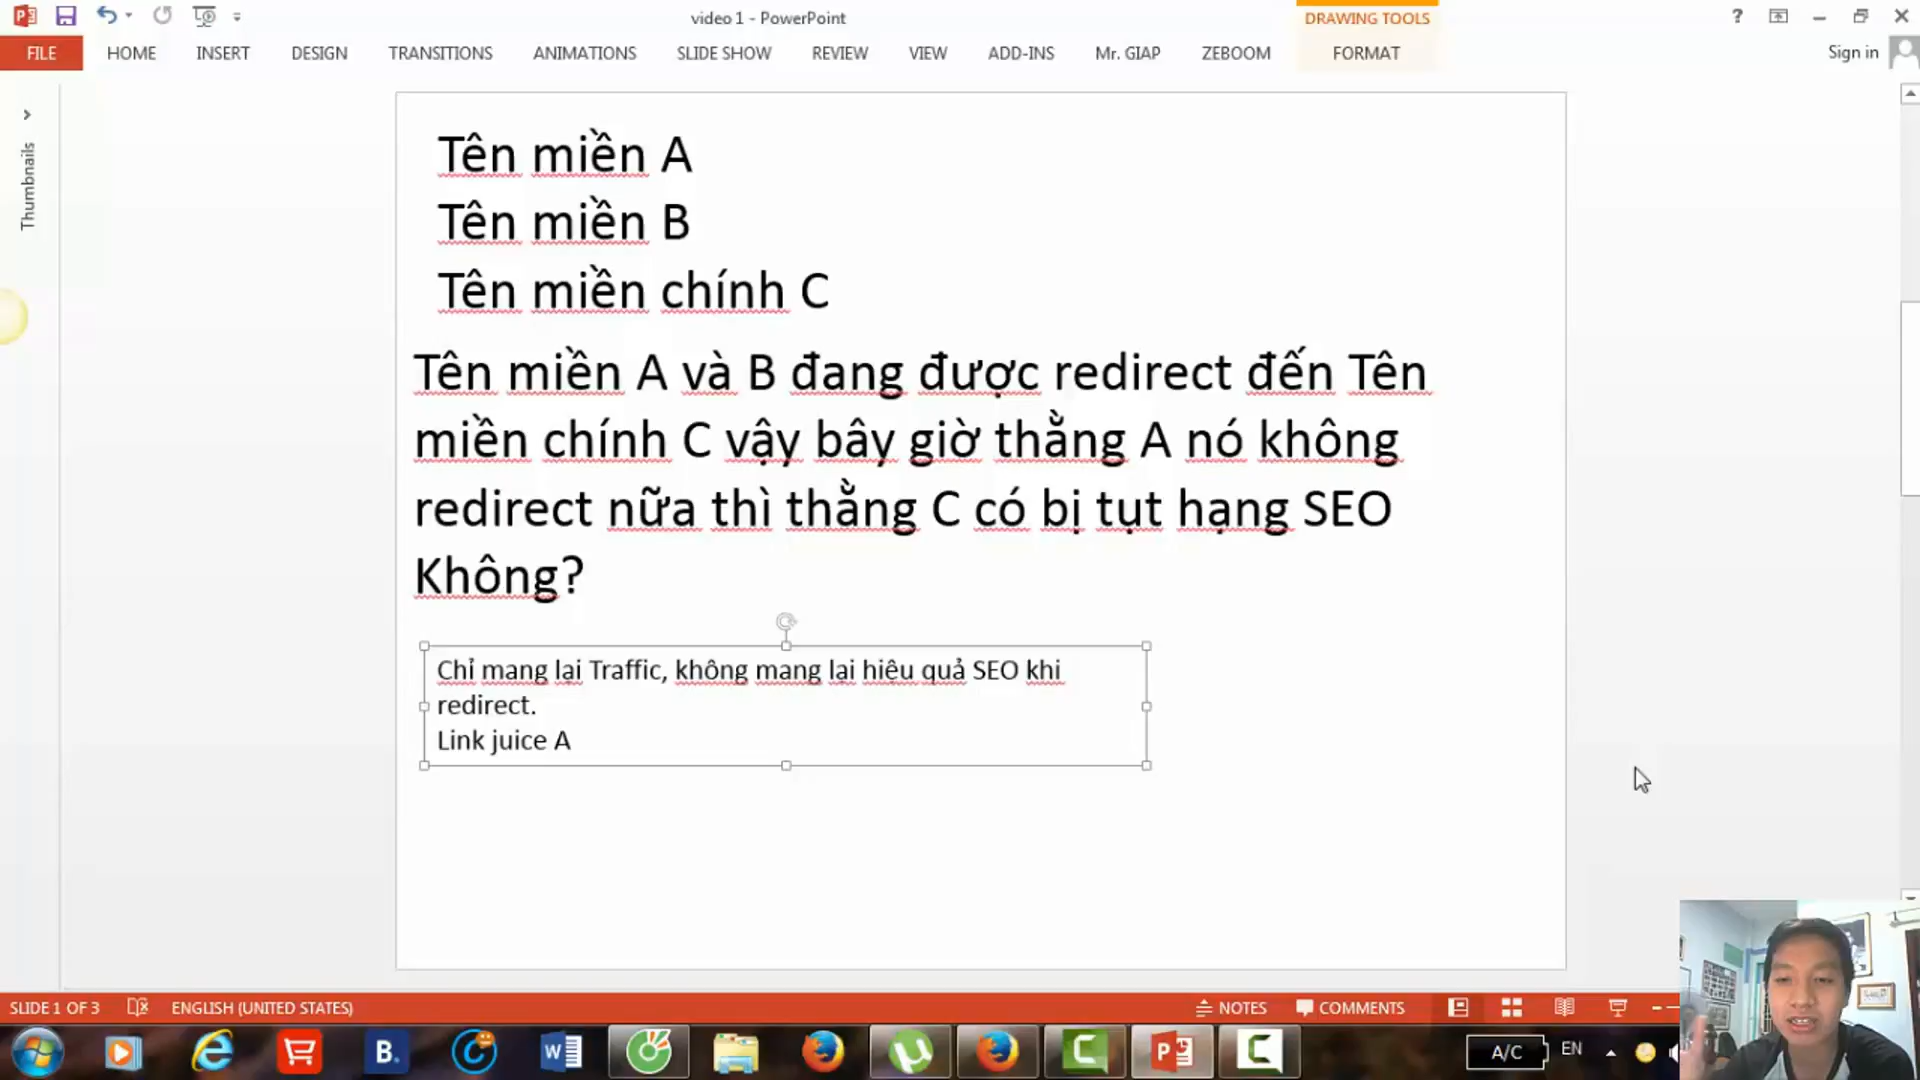 video 1 - PowerPoint
DRAWING TOOLS
?
FILE
HOME
INSERT
DESIGN
TRANSITIONS
ANIMATIONS
SLIDE SHOW
REVIEW
VIEW
ADD-INS
Mr. GIAP
ZEBOOM
FORMAT
Sign in
Thumbnails
Tên miền A
Tên miền B
Tên miền chính C
Tên miền A và B đang được redirect đến Tên
miền chính C vậy bây giờ thằng A nó không
redirect nữa thì thằng C có bị tụt hạng SEO
Không?
Chỉ mang lại Traffic, không mang lại hiệu quả SEO khi
redirect.
Link juice A
SLIDE 1 OF 3
ENGLISH (UNITED STATES)
NOTES
COMMENTS
B.
A/C
EN